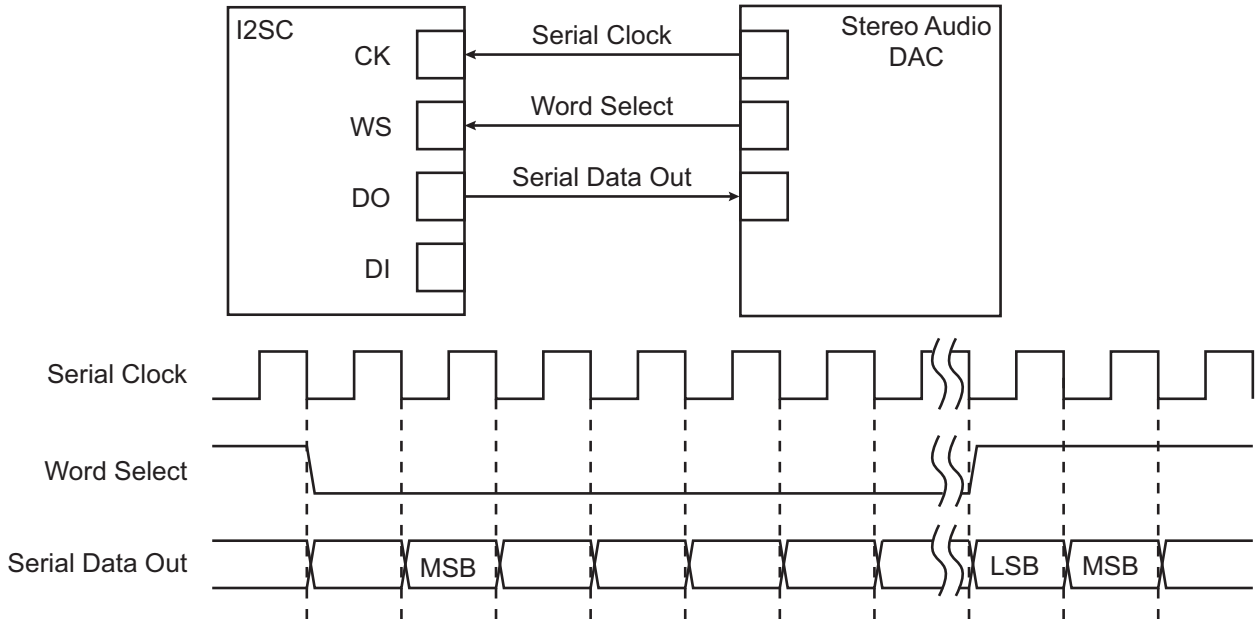 I2SC
CK
WS
DO
DI
Serial Clock
Word Select
Serial Data Out
Stereo Audio
DAC
Serial Clock
Word Select
Serial Data Out
MSB
LSB
MSB